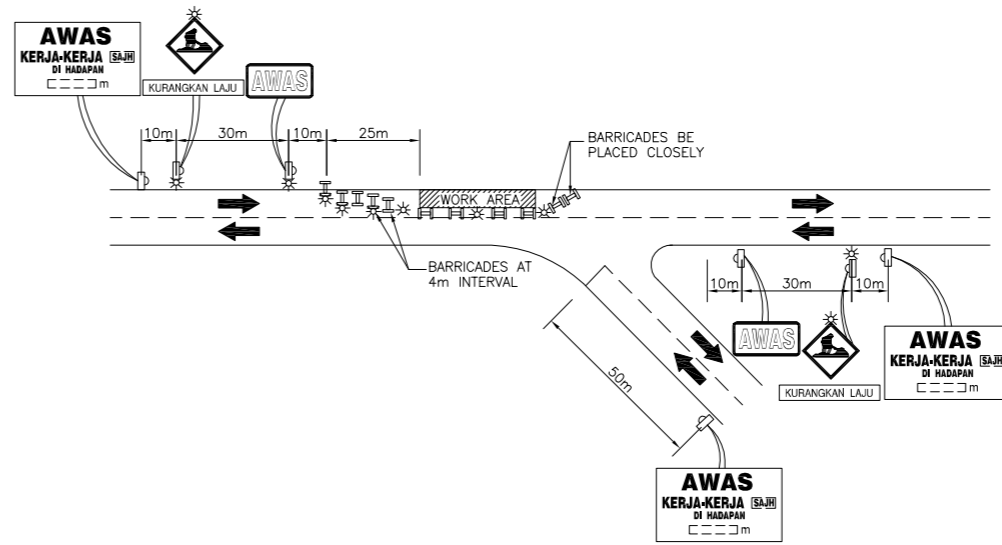 AWAS
KERJA-KERJA SAJH
DI HADAPAN
m
KURANGKAN LAJU
AWAS
10m
30m
10m
25m
BARRICADES BE
PLACED CLOSELY
WORK AREA
BARRICADES AT
4m INTERVAL
10m
30m
10m
50m
AWAS
KURANGKAN LAJU
AWAS
KERJA-KERJA SAJH
DI HADAPAN
m
AWAS
KERJA-KERJA SAJH
DI HADAPAN
m